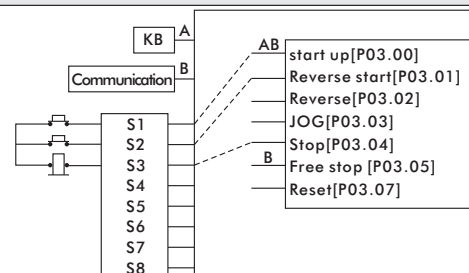 KB
A
Communication
B
S1
S2
S3
S4
S5
S6
S7
S8
AB
start up[P03.00]
Reverse start[P03.01]
Reverse[P03.02]
JOG[P03.03]
Stop[P03.04]
B
Free stop [P03.05]
Reset[P03.07]